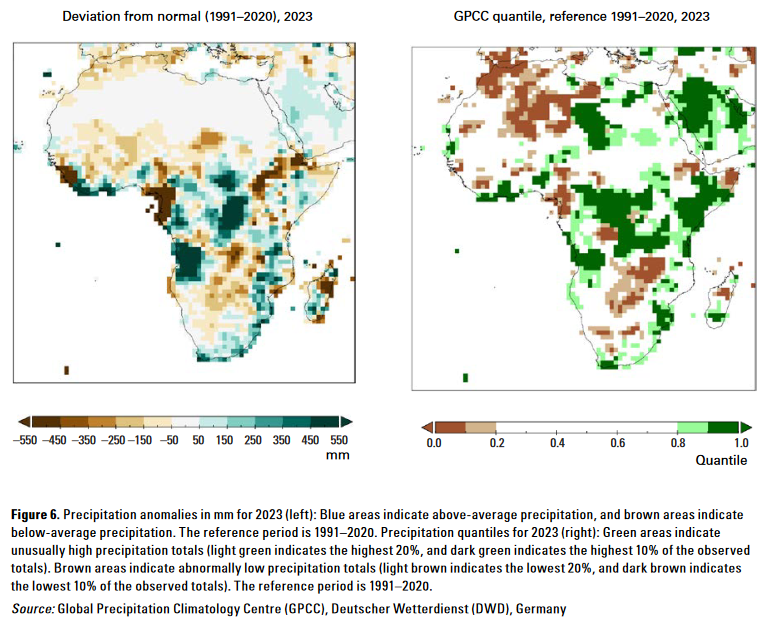 Deviation from normal (1991–2020), 2023
GPCC quantile, reference 1991–2020, 2023
−550 −450 −350 −250 −150 −50 50 150 250 350 450 550
mm
0.0 0.2 0.4 0.6 0.8 1.0
Quantile
Figure 6. Precipitation anomalies in mm for 2023 (left): Blue areas indicate above-average precipitation, and brown areas indicate
below-average precipitation. The reference period is 1991–2020. Precipitation quantiles for 2023 (right): Green areas indicate
unusually high precipitation totals (light green indicates the highest 20%, and dark green indicates the highest 10% of the observed
totals). Brown areas indicate abnormally low precipitation totals (light brown indicates the lowest 20%, and dark brown indicates
the lowest 10% of the observed totals). The reference period is 1991–2020.
Source: Global Precipitation Climatology Centre (GPCC), Deutscher Wetterdienst (DWD), Germany